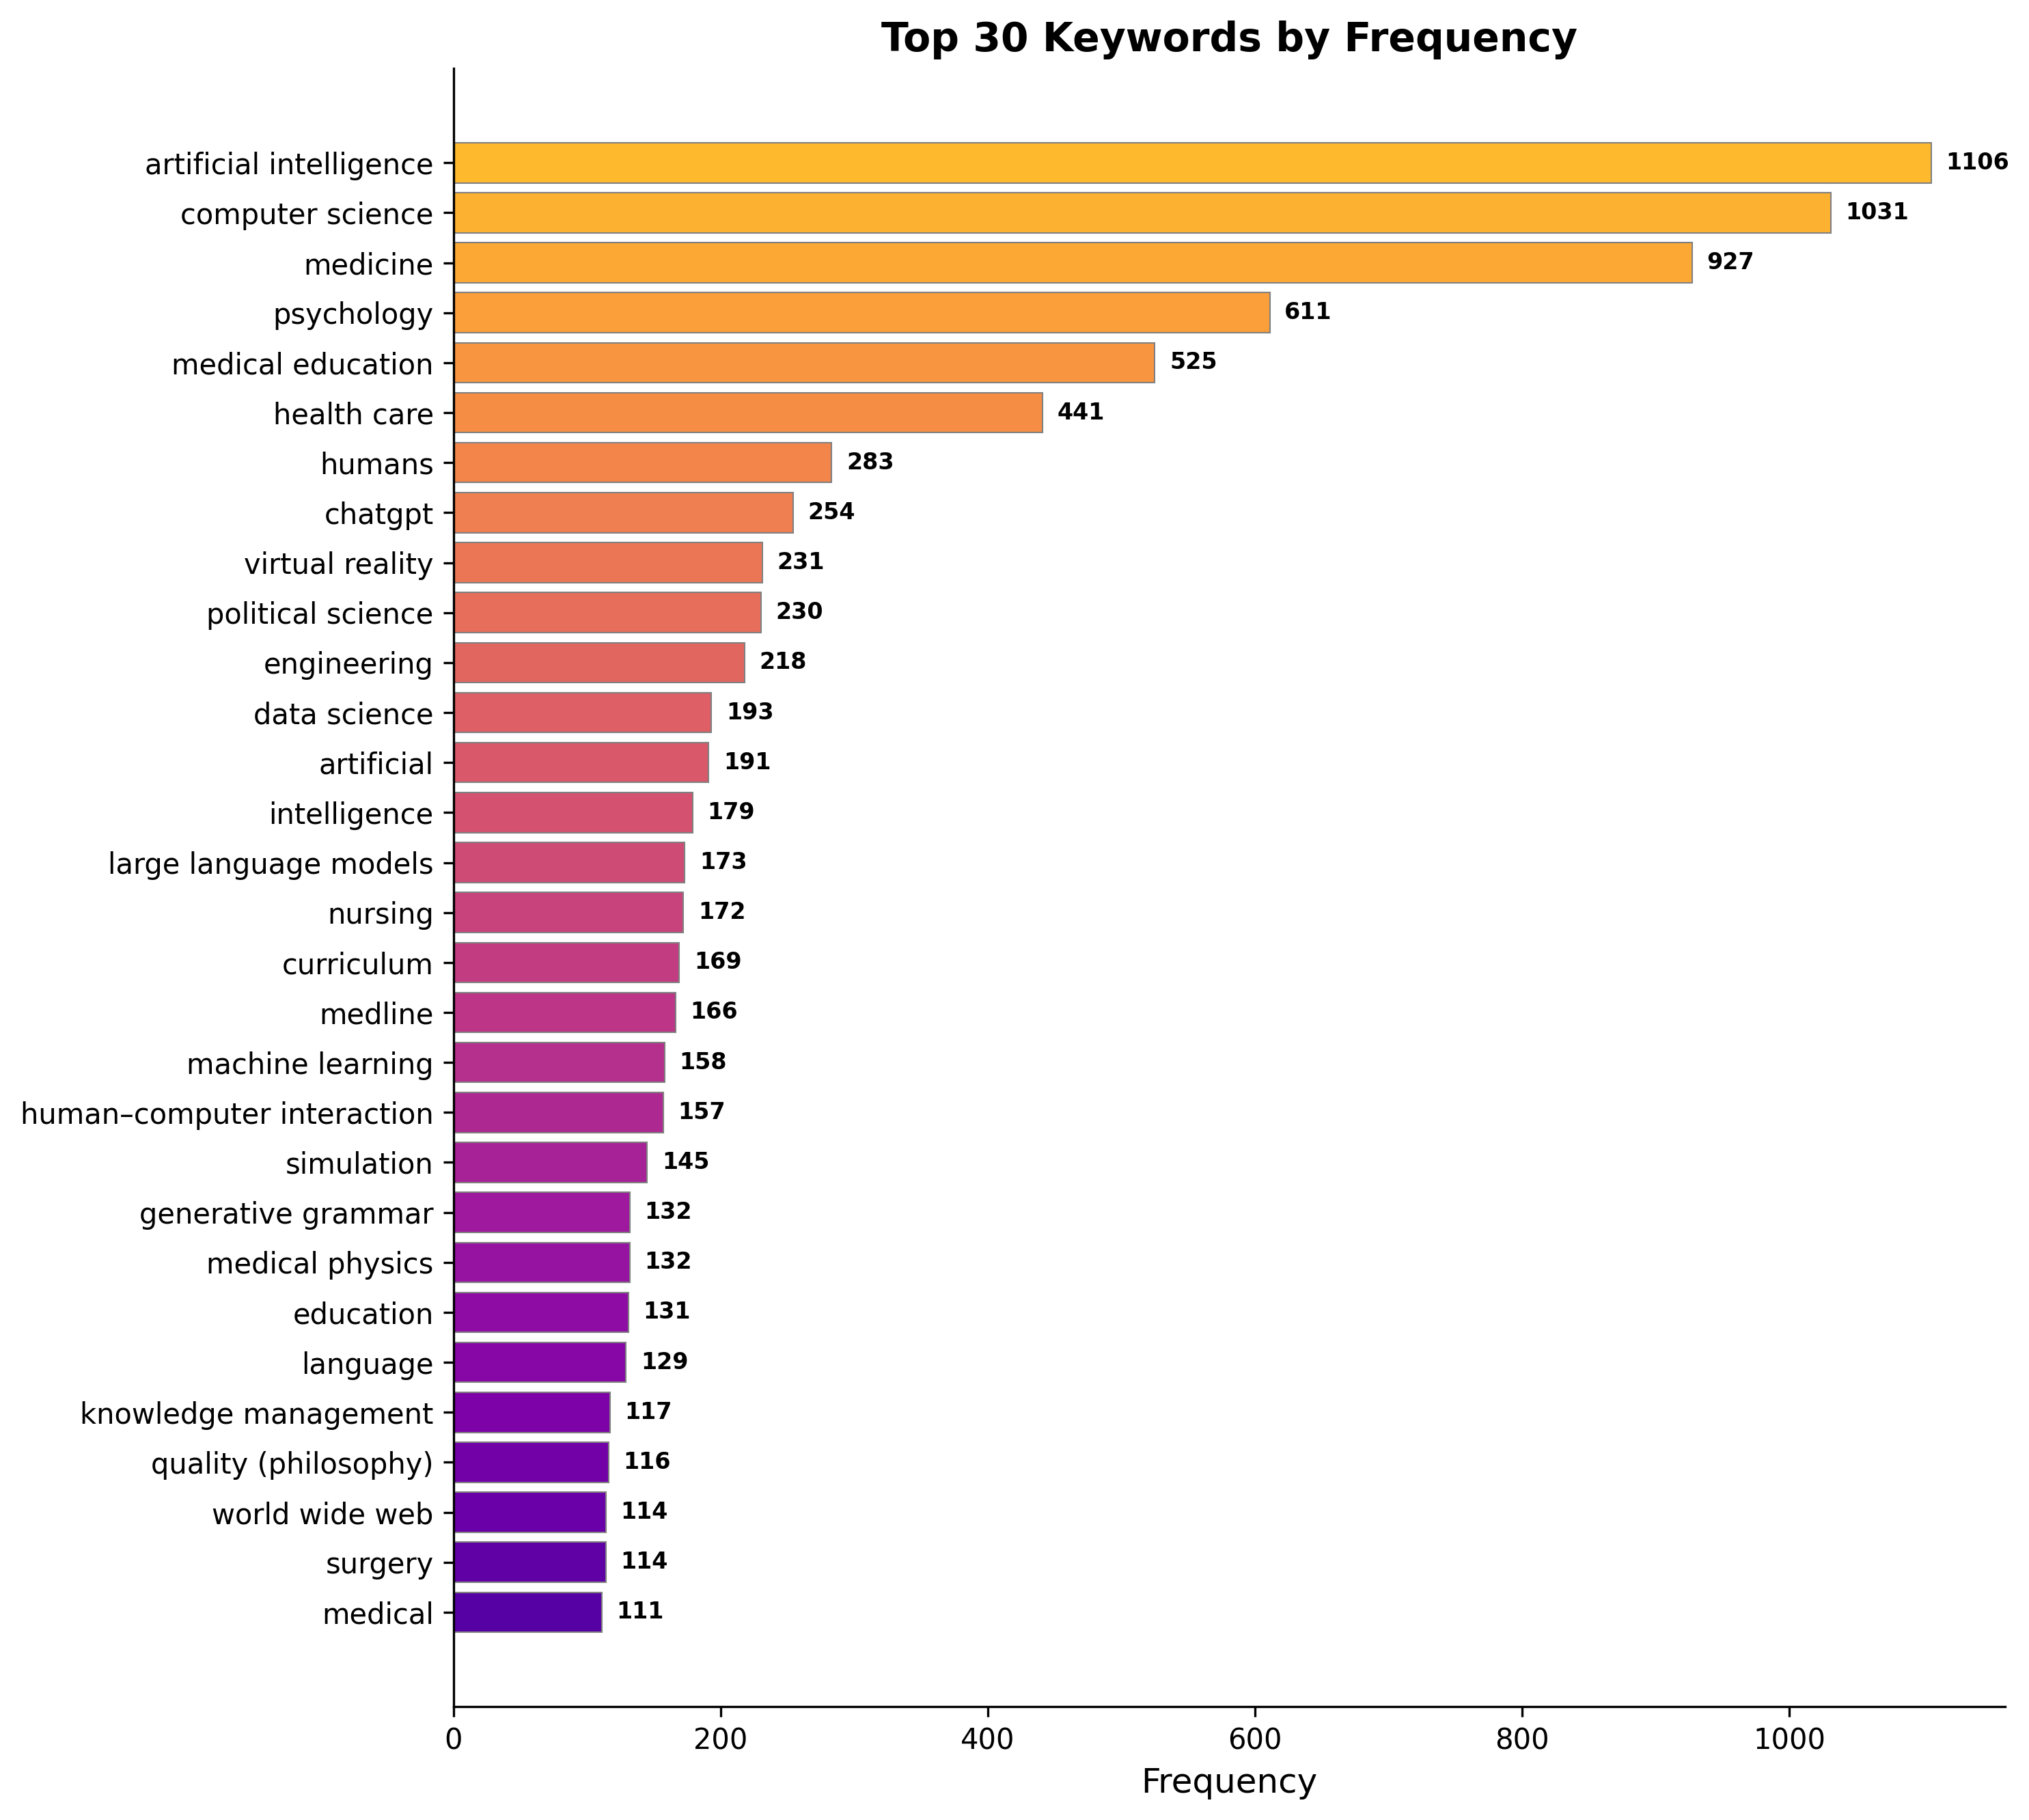 Top 30 Keywords by Frequency
artificial intelligence 1106
computer science 1031
medicine 927
psychology 611
medical education 525
health care 441
humans 283
chatgpt 254
virtual reality 231
political science 230
engineering 218
data science 193
artificial 191
intelligence 179
large language models 173
nursing 172
curriculum 169
medline 166
machine learning 158
human–computer interaction 157
simulation 145
generative grammar 132
medical physics 132
education 131
language 129
knowledge management 117
quality (philosophy) 116
world wide web 114
surgery 114
medical 111
0 200 400 600 800 1000
Frequency